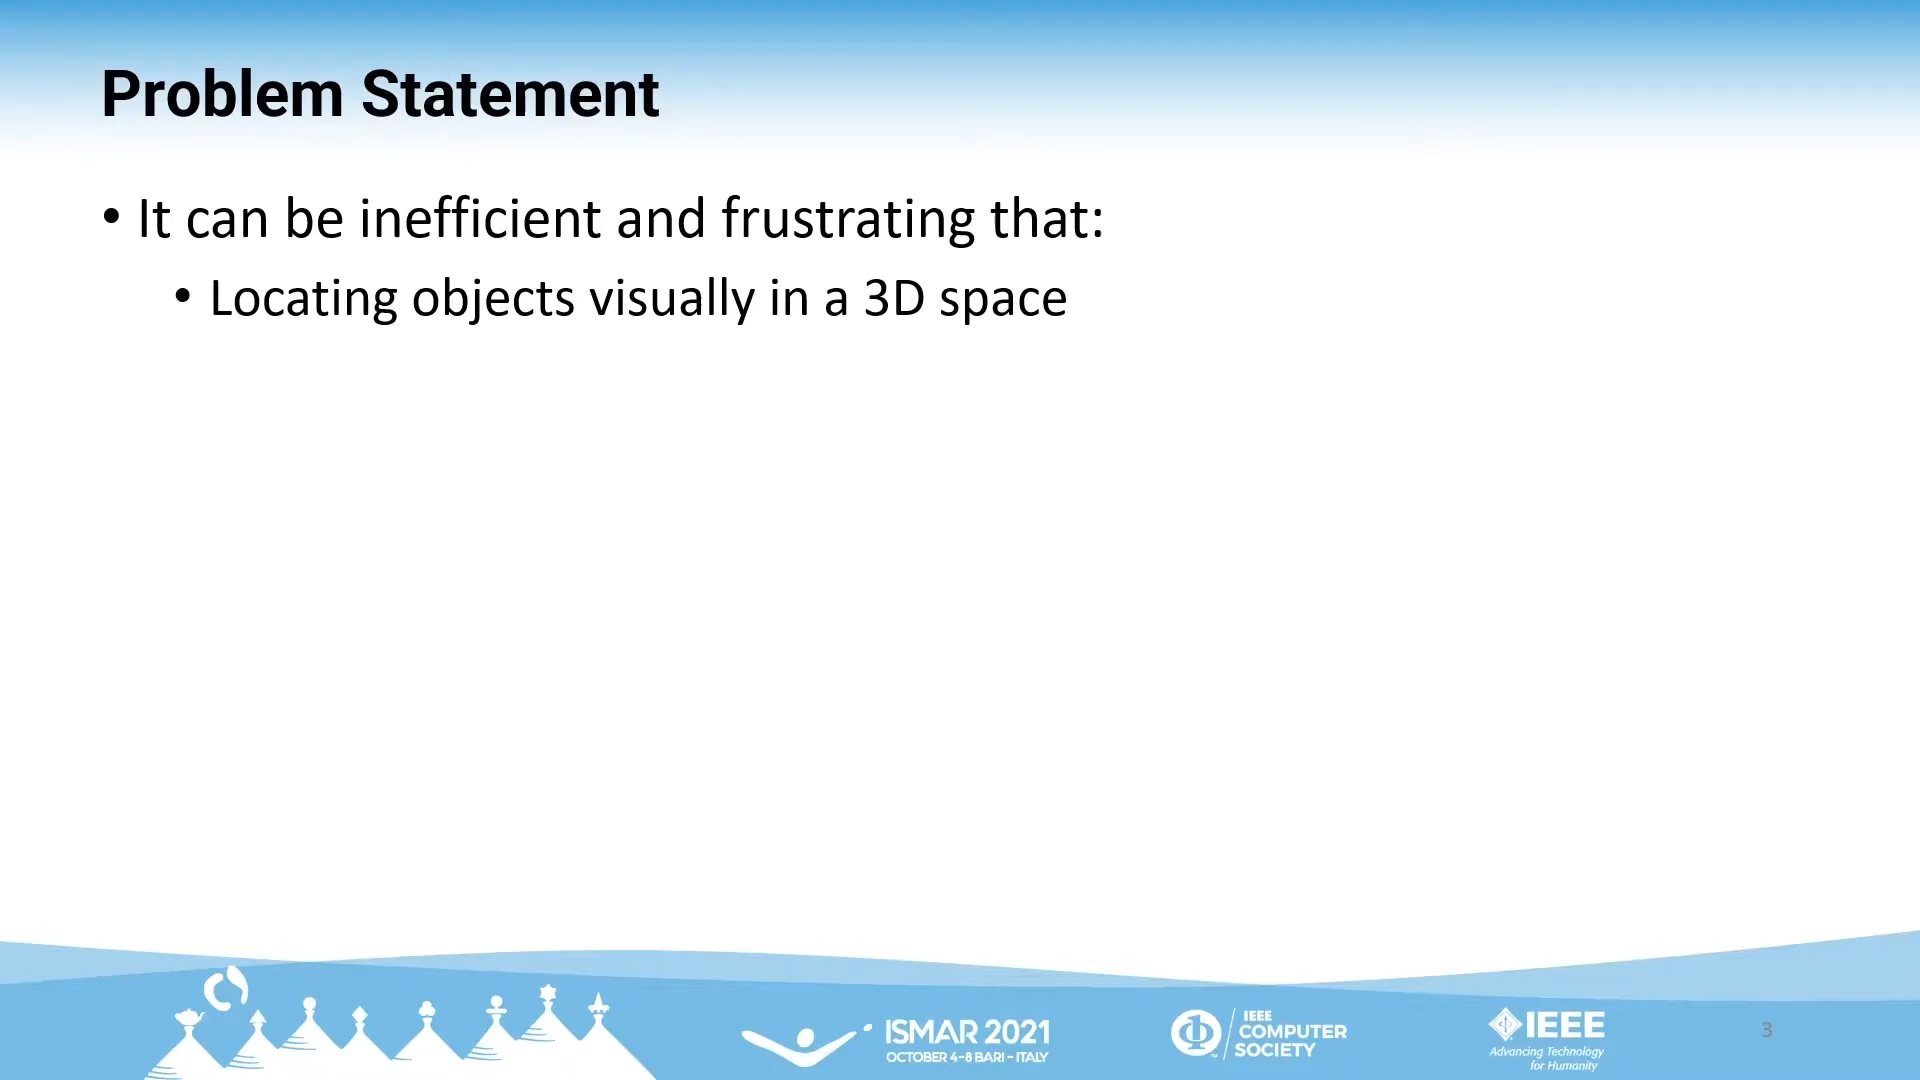 Problem Statement
• It can be inefficient and frustrating that:
• Locating objects visually in a 3D space
ISMAR 2021
OCTOBER 4-8 BARI - ITALY
IEEE
COMPUTER
SOCIETY
IEEE
Advancing Technology
for Humanity
3